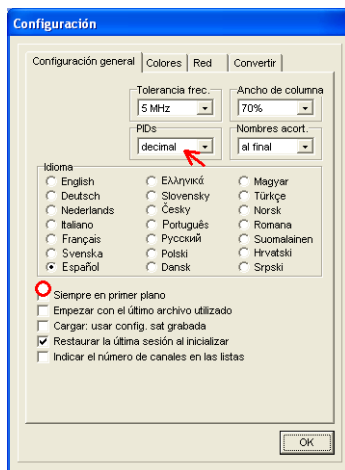 Configuración
Configuración general Colores Red Convertir
Tolerancia frec. Ancho de columna
5 MHz 70%
PIDs Nombres acort.
decimal al final
Idioma
English Ελληνικά Magyar
Deutsch Slovensky Türkçe
Nederlands Česky Norsk
Italiano Português Romana
Français Русский Suomalainen
Svenska Polski Hrvatski
Español Dansk Srpski
Siempre en primer plano
Empezar con el último archivo utilizado
Cargar: usar config. sat grabada
Restaurar la última sesión al inicializar
Indicar el número de canales en las listas
OK